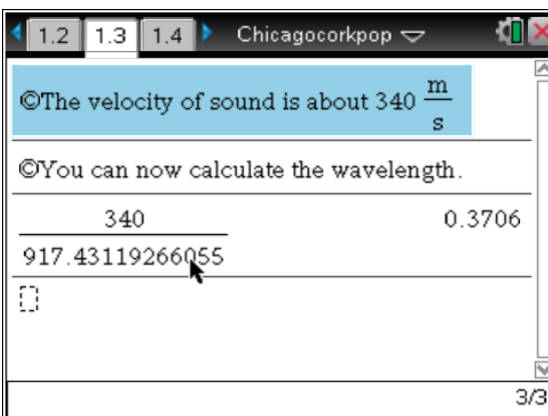 1.2 1.3 1.4 Chicagocorkpop
©The velocity of sound is about 340 m/s
©You can now calculate the wavelength.
340 0.3706
917.43119266055
3/3